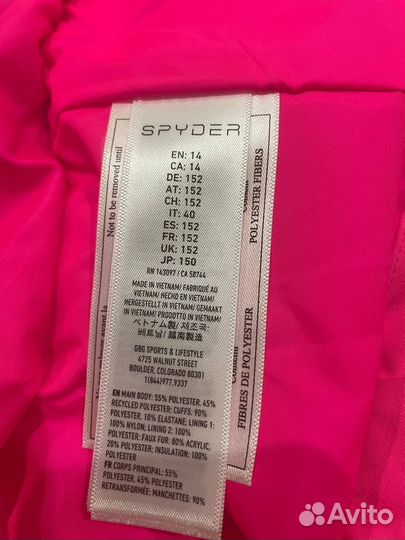 SPYDER
EN: 14
CA: 14
DE: 152
AT: 152
CH: 152
IT: 40
ES: 152
FR: 152
UK: 152
JP: 150
RN 143097 / CA 58744
MADE IN VIETNAM/ FABRIQUÉ AU
VIETNAM/ HECHO EN VIETNAM/
HERGESTELLT IN VIETNAM/ GEMAAKT
IN VIETNAM/ PRODOTTO IN VIETNAM/
ベトナム製/ 제조국:
베트남/ 越南製造
GBG SPORTS & LIFESTYLE
4725 WALNUT STREET
BOULDER, COLORADO 80301
1(844)977.9337
EN MAIN BODY: 55% POLYESTER, 45%
RECYCLED POLYESTER; CUFFS: 90%
POLYESTER, 10% ELASTANE; LINING 1:
100% NYLON; LINING 2: 100%
POLYESTER; FAUX FUR: 80% ACRYLIC,
20% POLYESTER; INSULATION: 100%
POLYESTER
FR CORPS PRINCIPAL: 55%
POLYESTER, 45% POLYESTER
RETRANSFORMÉE; MANCHETTES: 90%
Not to be removed until
POLYESTER FIBERS
FIBRES DE POLYESTER
Avito